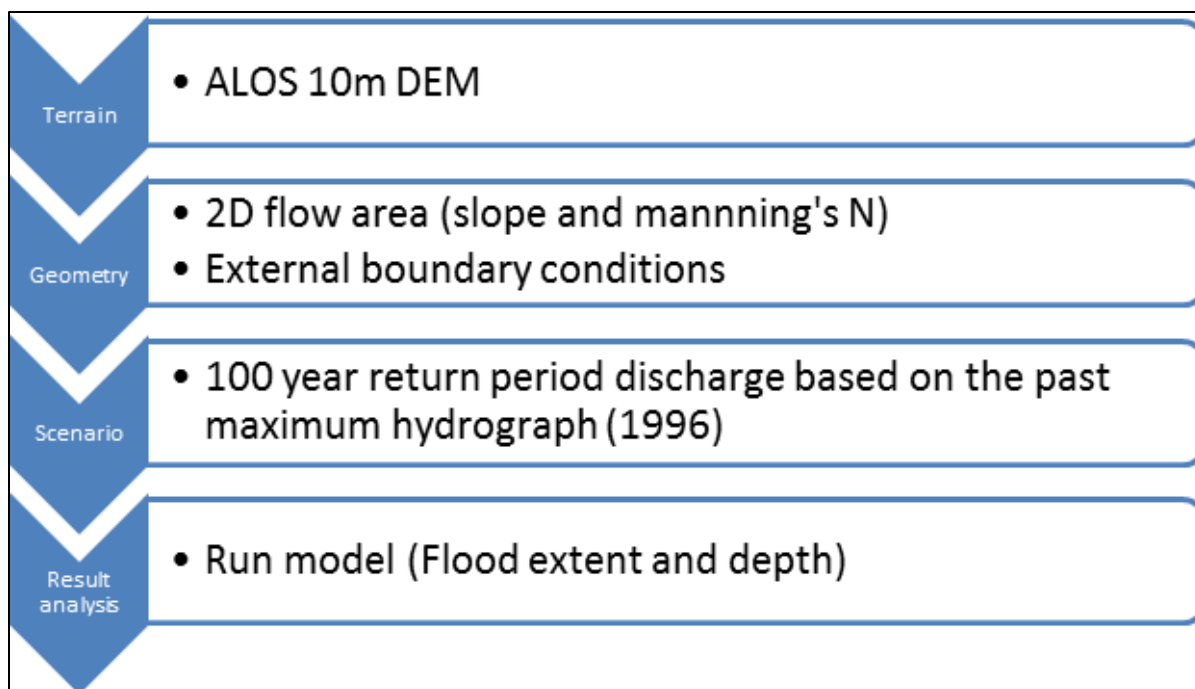 Terrain
• ALOS 10m DEM
Geometry
• 2D flow area (slope and mannning's N)
• External boundary conditions
Scenario
• 100 year return period discharge based on the past
maximum hydrograph (1996)
Result
analysis
• Run model (Flood extent and depth)